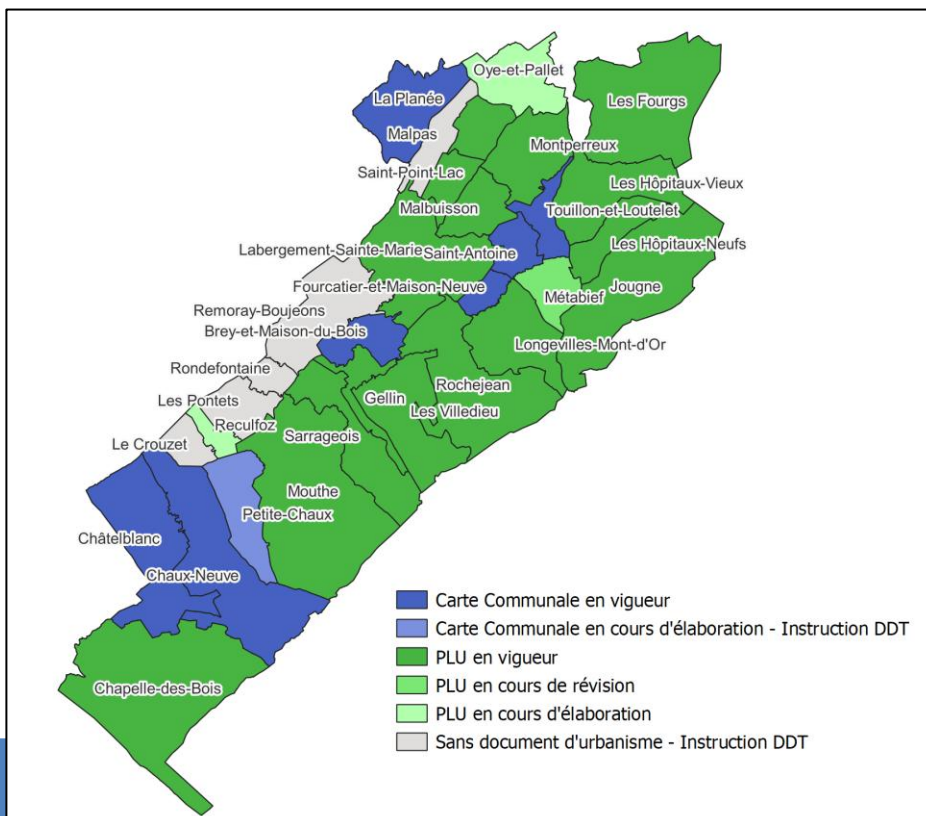 Oye-et-Pallet
La Planée
Les Fourgs
Malpas
Montperreux
Saint-Point-Lac
Les Hôpitaux-Vieux
Malbuisson
Touillon-et-Loutelet
Labergement-Sainte-Marie
Saint-Antoine
Les Hôpitaux-Neufs
Fourcatier-et-Maison-Neuve
Jougne
Métabief
Remoray-Boujeons
Brey-et-Maison-du-Bois
Longevilles-Mont-d'Or
Rondefontaine
Rochejean
Gellin
Les Pontets
Les Villedieu
Reculfoz
Sarrageois
Le Crouzet
Mouthe
Petite-Chaux
Châtelblanc
Chaux-Neuve
Chapelle-des-Bois
Carte Communale en vigueur
Carte Communale en cours d'élaboration - Instruction DDT
PLU en vigueur
PLU en cours de révision
PLU en cours d'élaboration
Sans document d'urbanisme - Instruction DDT